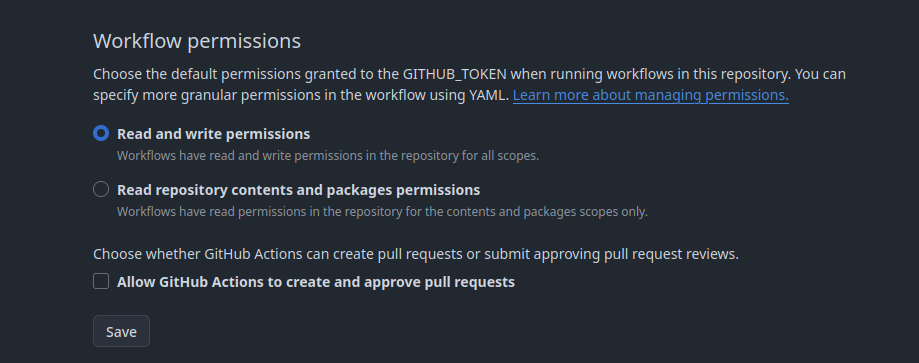 Workflow permissions
Choose the default permissions granted to the GITHUB_TOKEN when running workflows in this repository. You can
specify more granular permissions in the workflow using YAML. Learn more about managing permissions.
Read and write permissions
Workflows have read and write permissions in the repository for all scopes.
Read repository contents and packages permissions
Workflows have read permissions in the repository for the contents and packages scopes only.
Choose whether GitHub Actions can create pull requests or submit approving pull request reviews.
Allow GitHub Actions to create and approve pull requests
Save